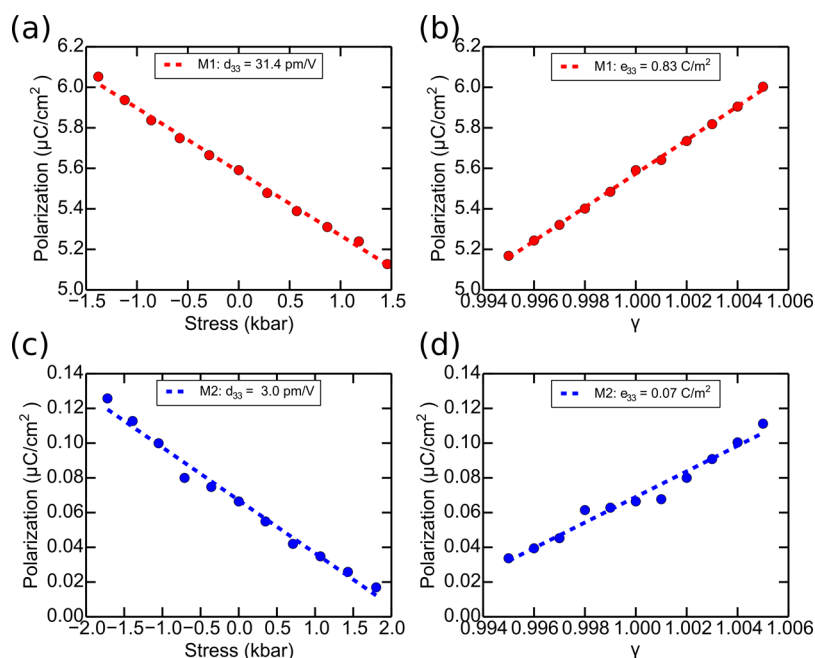 (a)
6.2
6.0
5.8
5.6
5.4
5.2
5.0
Polarization (μC/cm²)
M1: d₃₃ = 31.4 pm/V
−1.5 −1.0 −0.5 0.0 0.5 1.0 1.5
Stress (kbar)
(b)
6.2
6.0
5.8
5.6
5.4
5.2
5.0
Polarization (μC/cm²)
M1: e₃₃ = 0.83 C/m²
0.994 0.996 0.998 1.000 1.002 1.004 1.006
γ
(c)
0.14
0.12
0.10
0.08
0.06
0.04
0.02
0.00
Polarization (μC/cm²)
M2: d₃₃ = 3.0 pm/V
−2.0 −1.5 −1.0 −0.5 0.0 0.5 1.0 1.5 2.0
Stress (kbar)
(d)
0.14
0.12
0.10
0.08
0.06
0.04
0.02
0.00
Polarization (μC/cm²)
M2: e₃₃ = 0.07 C/m²
0.994 0.996 0.998 1.000 1.002 1.004 1.006
γ